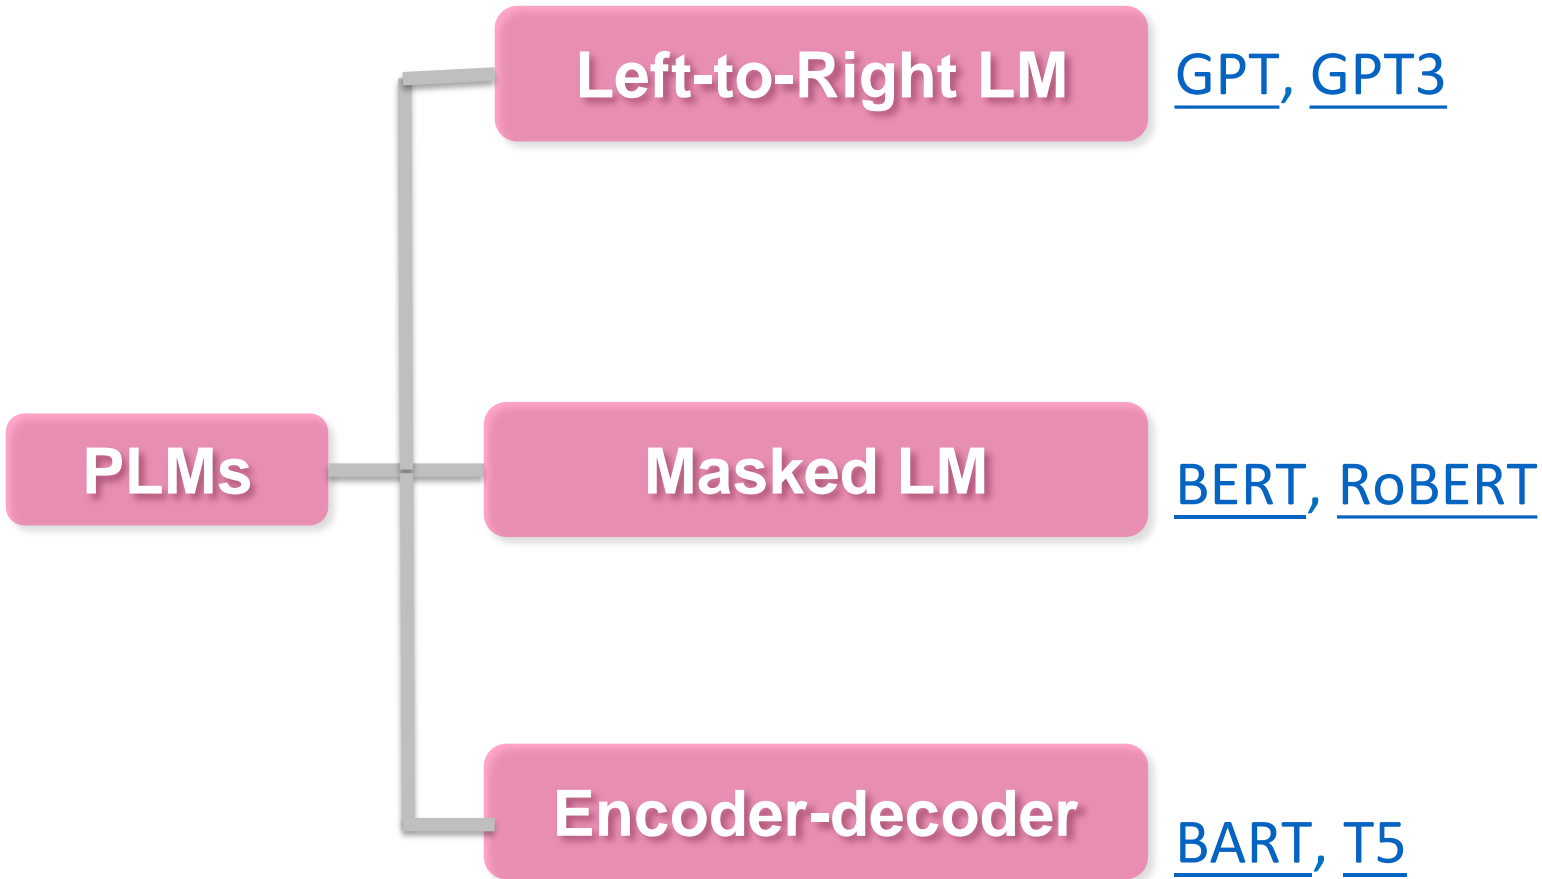 Left-to-Right LM
GPT, GPT3
PLMs
Masked LM
BERT, RoBERT
Encoder-decoder
BART, T5